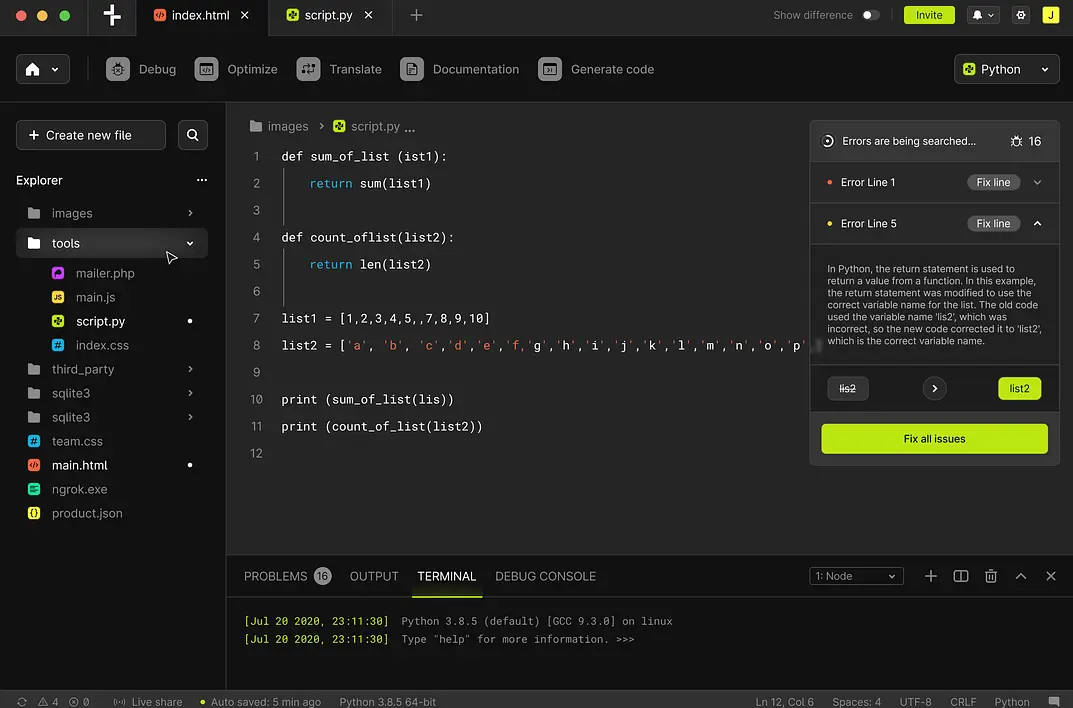 index.html script.py Show difference Invite J
Debug Optimize Translate Documentation Generate code Python
Create new file
Explorer
images
tools
mailer.php
JS main.js
script.py
# index.css
third_party
sqlite3
sqlite3
# team.css
main.html
ngrok.exe
{} product.json
images > script.py ...
1 def sum_of_list (ist1):
2 return sum(list1)
3
4 def count_oflist(list2):
5 return len(list2)
6
7 list1 = [1,2,3,4,5,,7,8,9,10]
8 list2 = ['a', 'b', 'c','d','e','f,'g','h','i','j','k','l','m','n','o','p',
9
10 print (sum_of_list(lis))
11 print (count_of_list(list2))
12
Errors are being searched... 16
Error Line 1 Fix line
Error Line 5 Fix line
In Python, the return statement is used to
return a value from a function. In this example,
the return statement was modified to use the
correct variable name for the list. The old code
used the variable name 'lis2', which was
incorrect, so the new code corrected it to 'list2',
which is the correct variable name.
lis2 > list2
Fix all issues
PROBLEMS 16 OUTPUT TERMINAL DEBUG CONSOLE 1: Node
[Jul 20 2020, 23:11:30] Python 3.8.5 (default) [GCC 9.3.0] on linux
[Jul 20 2020, 23:11:30] Type "help" for more information. >>>
4 0 Live share Auto saved: 5 min ago Python 3.8.5 64-bit Ln 12, Col 6 Spaces: 4 UTF-8 CRLF Python